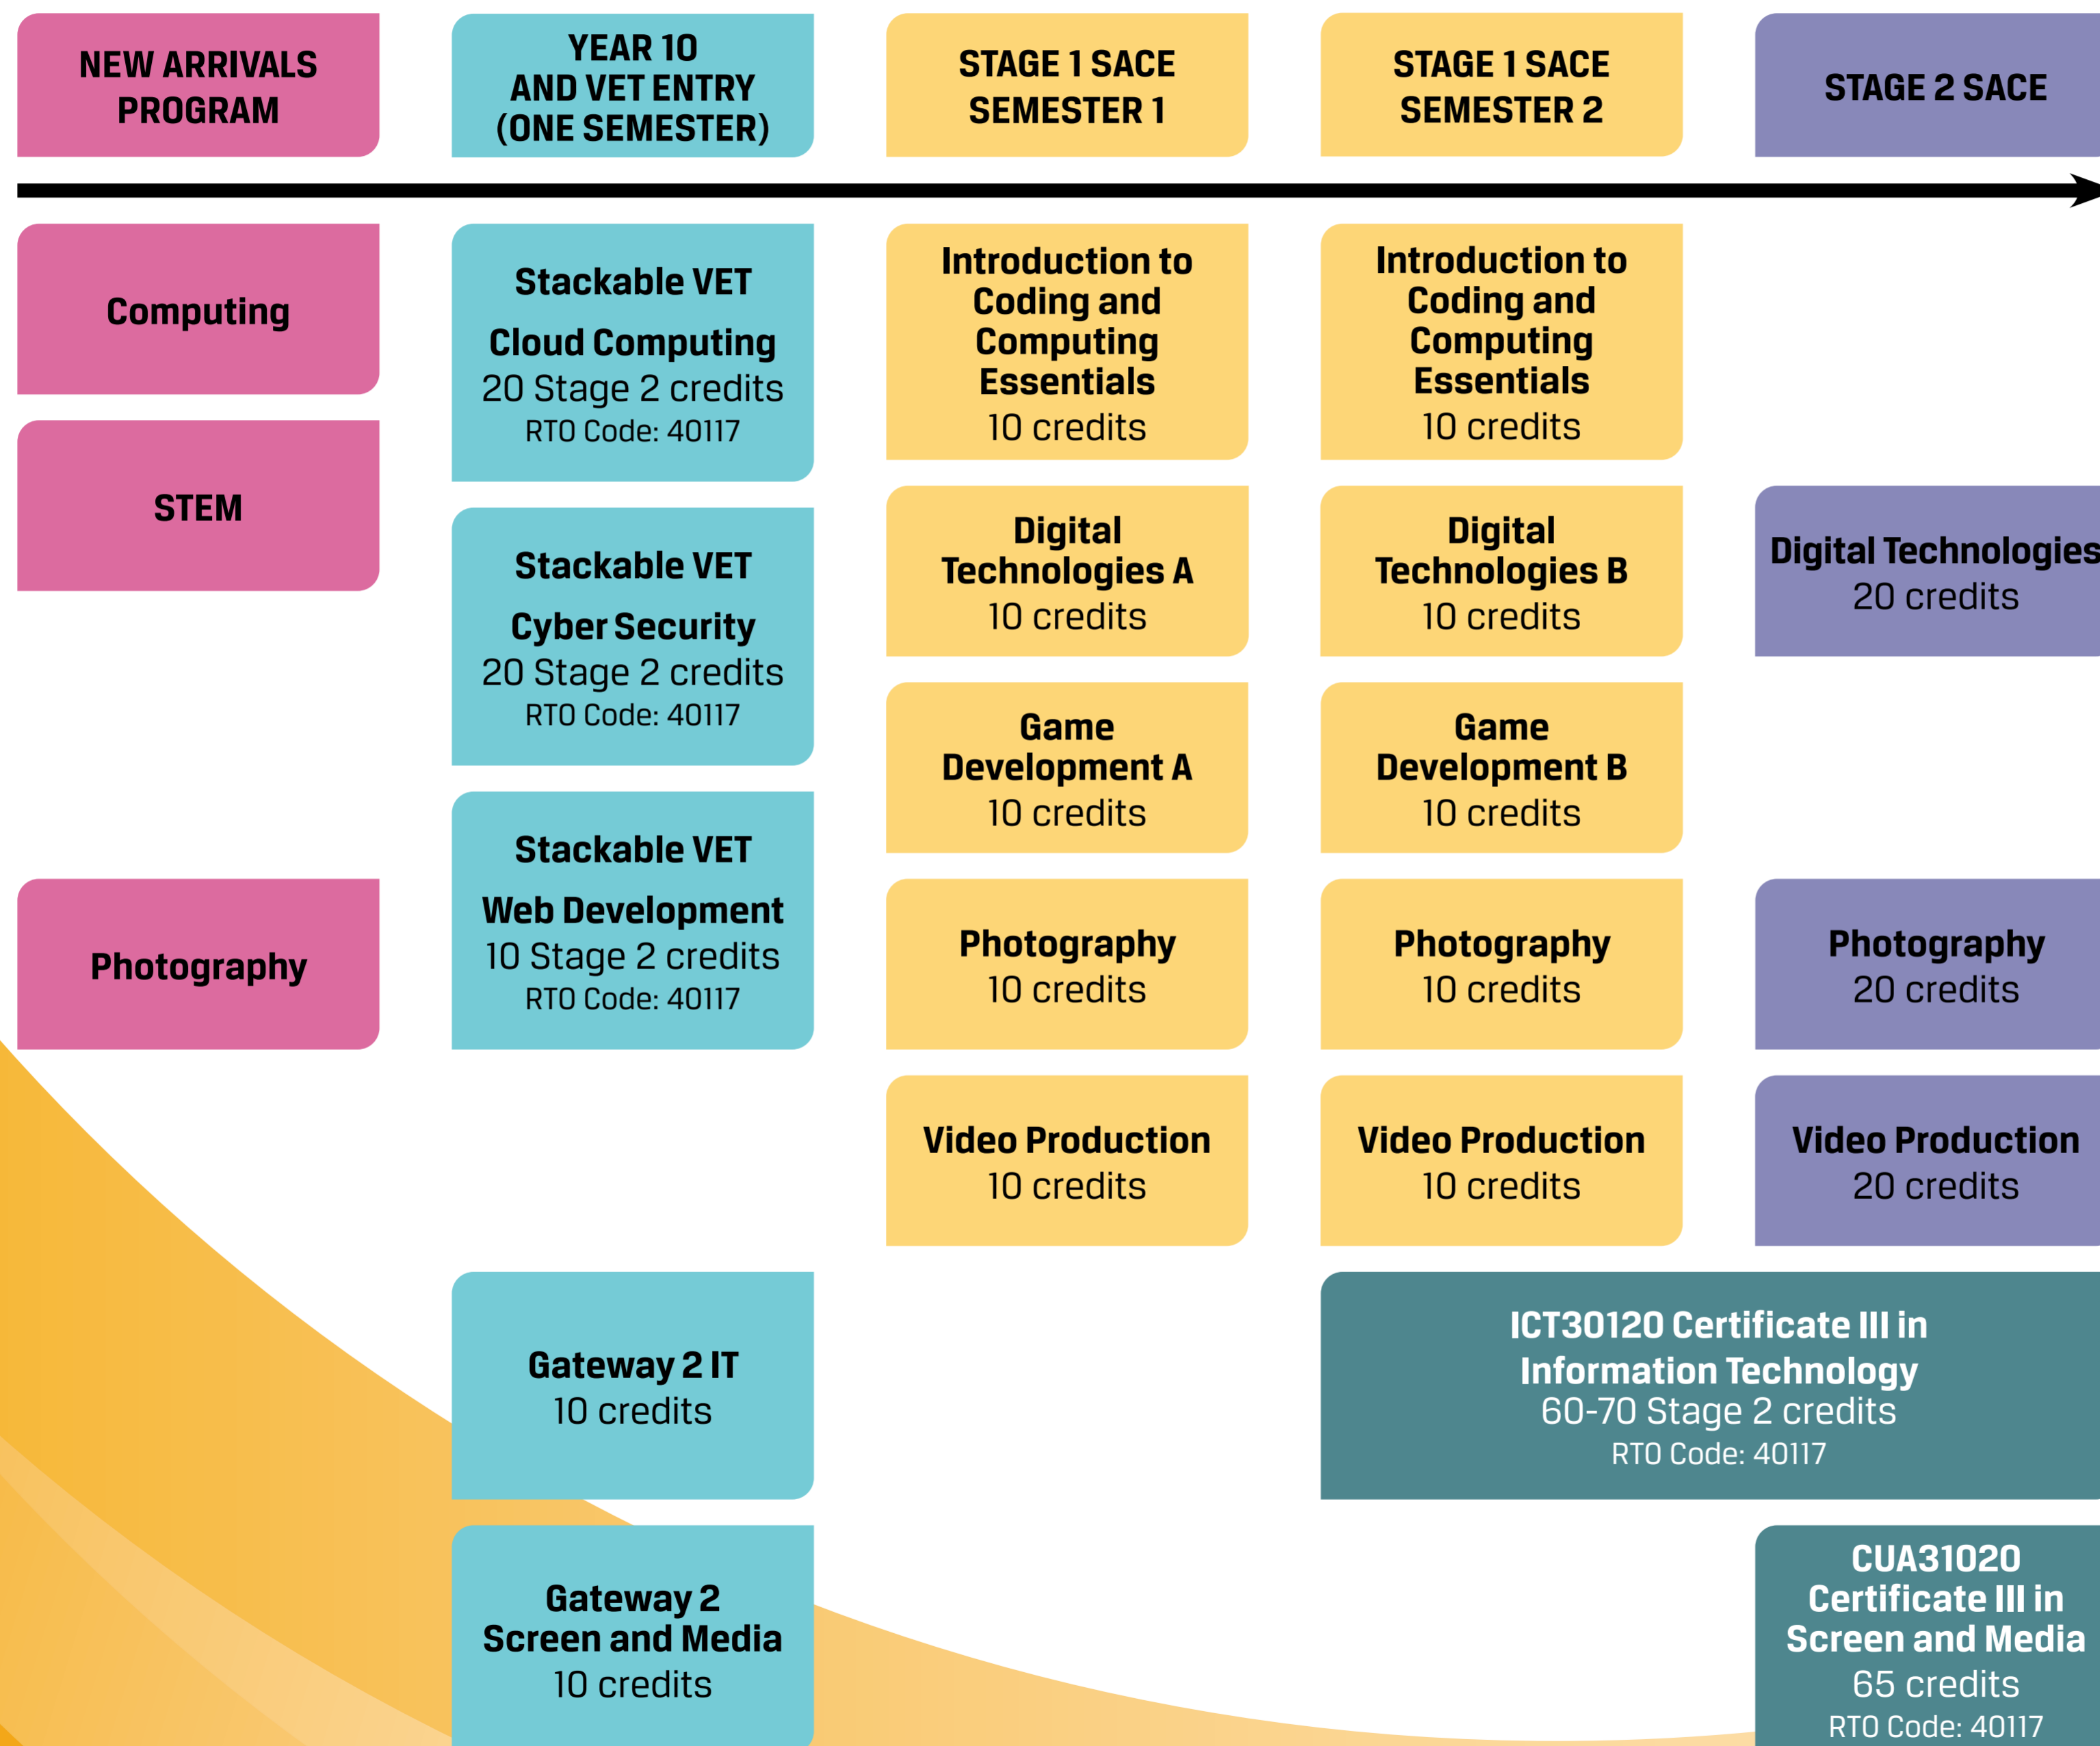 NEW ARRIVALS
PROGRAM
YEAR 10
AND VET ENTRY
(ONE SEMESTER)
STAGE 1 SACE
SEMESTER 1
STAGE 1 SACE
SEMESTER 2
STAGE 2 SACE
Computing
STEM
Photography
Stackable VET
Cloud Computing
20 Stage 2 credits
RTO Code: 40117
Stackable VET
Cyber Security
20 Stage 2 credits
RTO Code: 40117
Stackable VET
Web Development
10 Stage 2 credits
RTO Code: 40117
Gateway 2 IT
10 credits
Gateway 2
Screen and Media
10 credits
Introduction to
Coding and
Computing
Essentials
10 credits
Digital
Technologies A
10 credits
Game
Development A
10 credits
Photography
10 credits
Video Production
10 credits
Introduction to
Coding and
Computing
Essentials
10 credits
Digital
Technologies B
10 credits
Game
Development B
10 credits
Photography
10 credits
Video Production
10 credits
Digital Technologies
20 credits
Photography
20 credits
Video Production
20 credits
ICT30120 Certificate III in
Information Technology
60-70 Stage 2 credits
RTO Code: 40117
CUA31020
Certificate III in
Screen and Media
65 credits
RTO Code: 40117